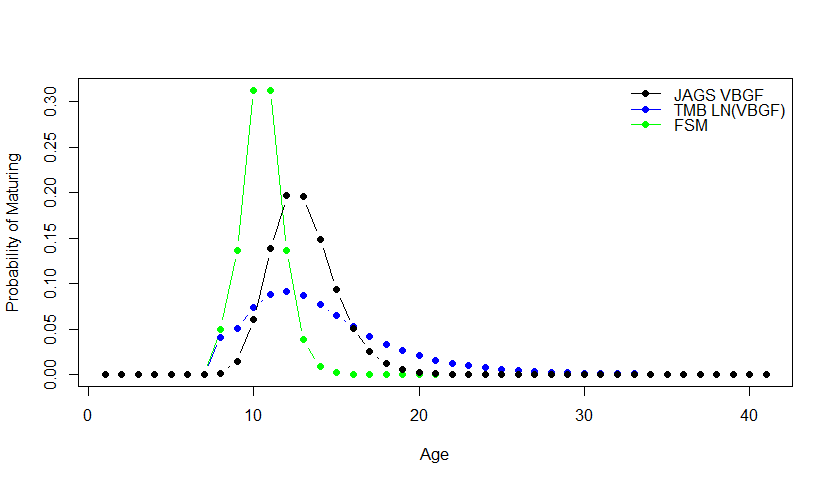 JAGS VBGF
TMB LN(VBGF)
FSM
Probability of Maturing
0.30
0.25
0.20
0.15
0.10
0.05
0.00
0 10 20 30 40
Age